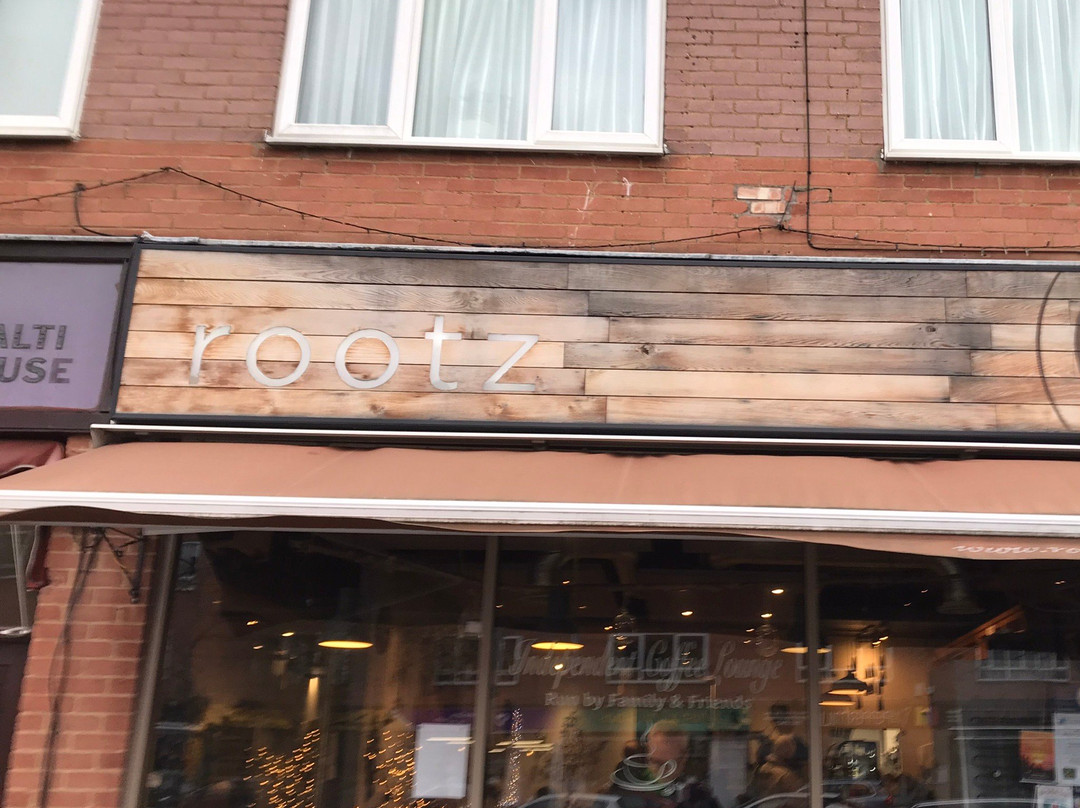 ALTI
USE
rootz
Independent Coffee Lounge
Run by Family & Friends